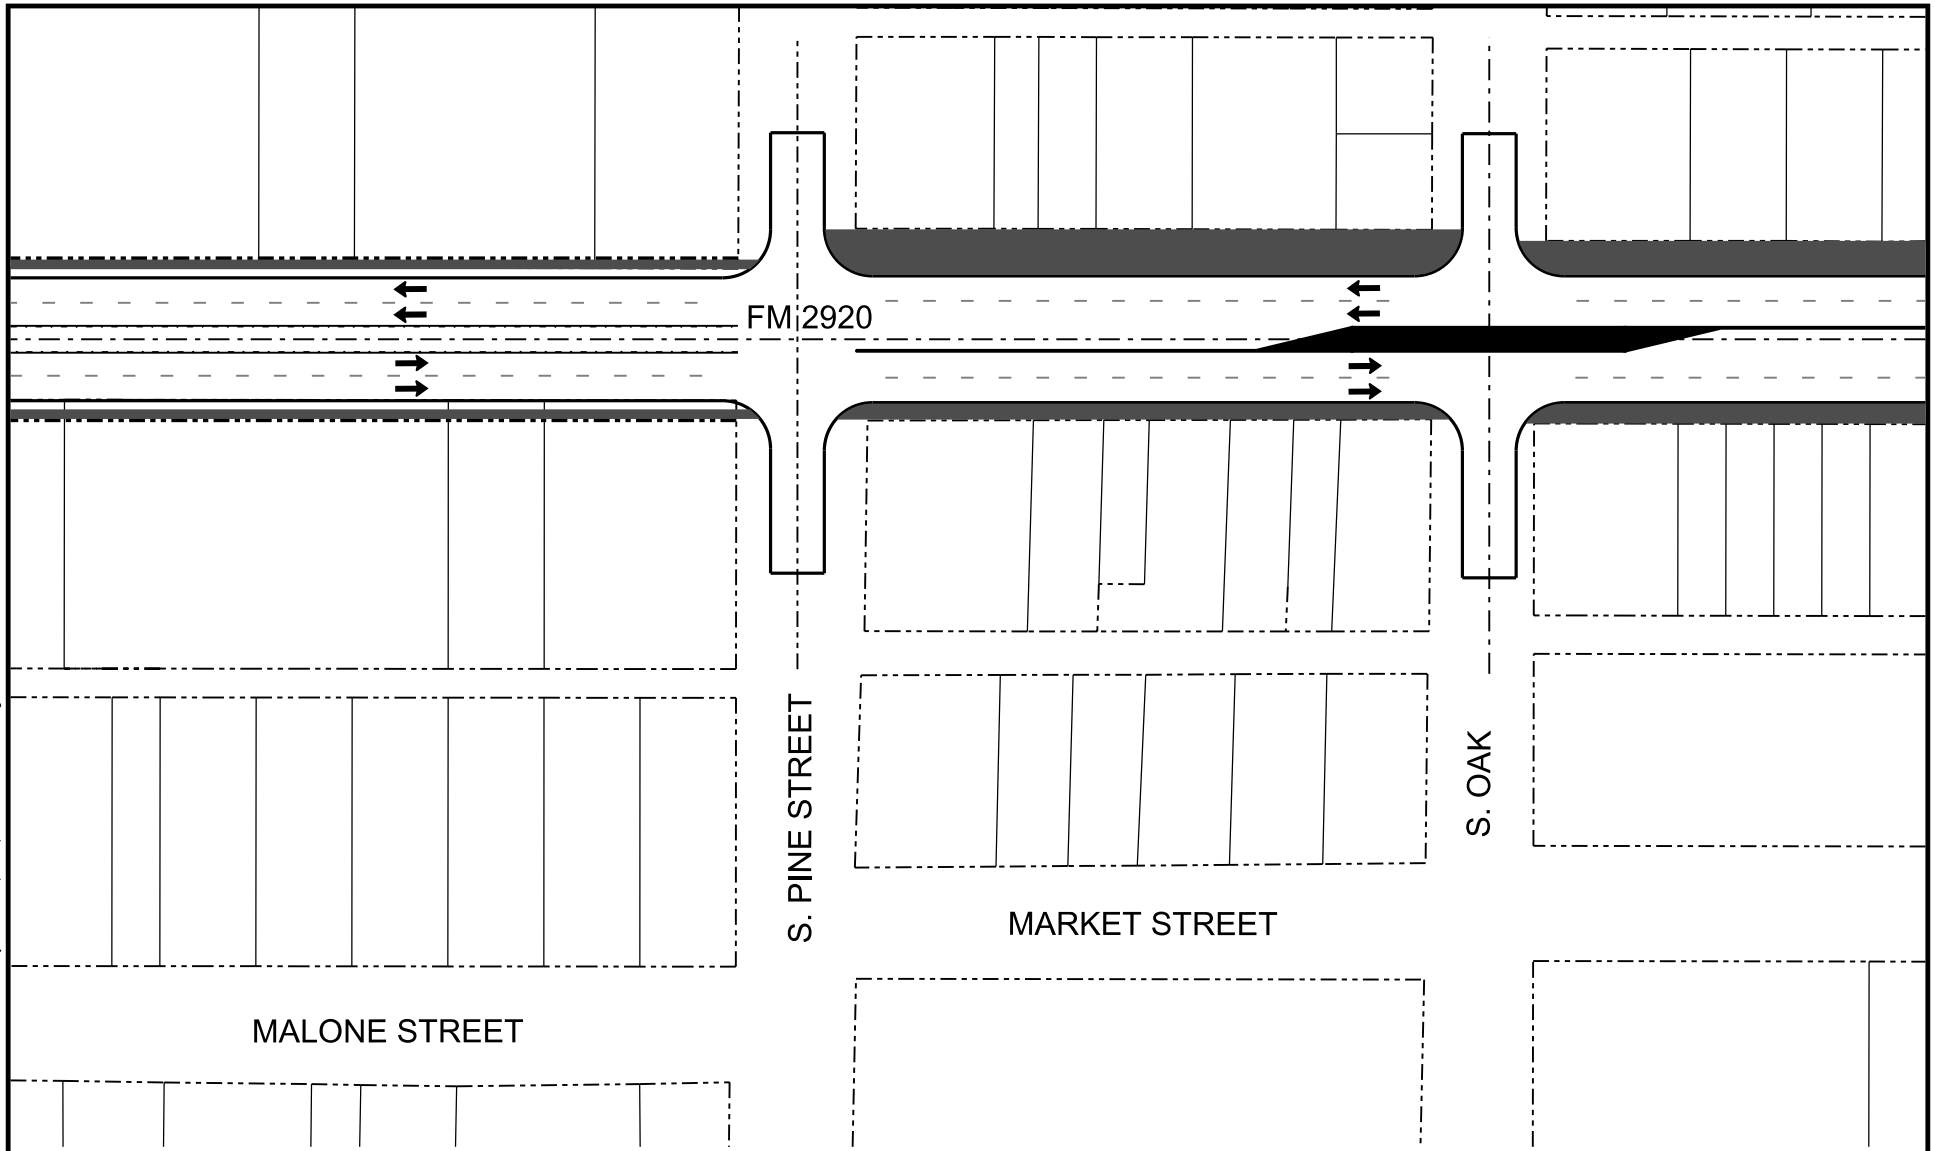 FM 2920
S. PINE STREET
S. OAK
MARKET STREET
MALONE STREET